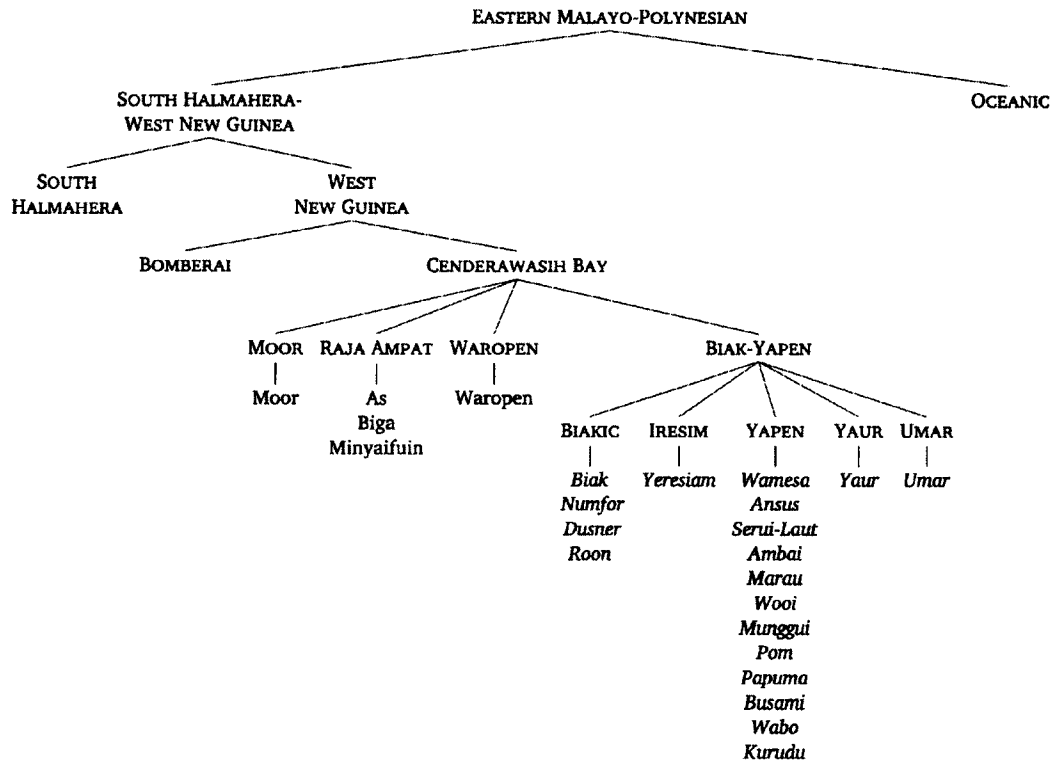 EASTERN MALAYO-POLYNESIAN
SOUTH HALMAHERA-
WEST NEW GUINEA
OCEANIC
SOUTH
HALMAHERA
WEST
NEW GUINEA
BOMBERAI
CENDERAWASIH BAY
MOOR
RAJA AMPAT
WAROPEN
BIAK-YAPEN
Moor
As
Biga
Minyaifuin
Waropen
BIAKIC
IRESIM
YAPEN
YAUR
UMAR
Biak
Numfor
Dusner
Roon
Yeresiam
Wamesa
Ansus
Serui-Laut
Ambai
Marau
Wooi
Munggui
Pom
Papuma
Busami
Wabo
Kurudu
Yaur
Umar